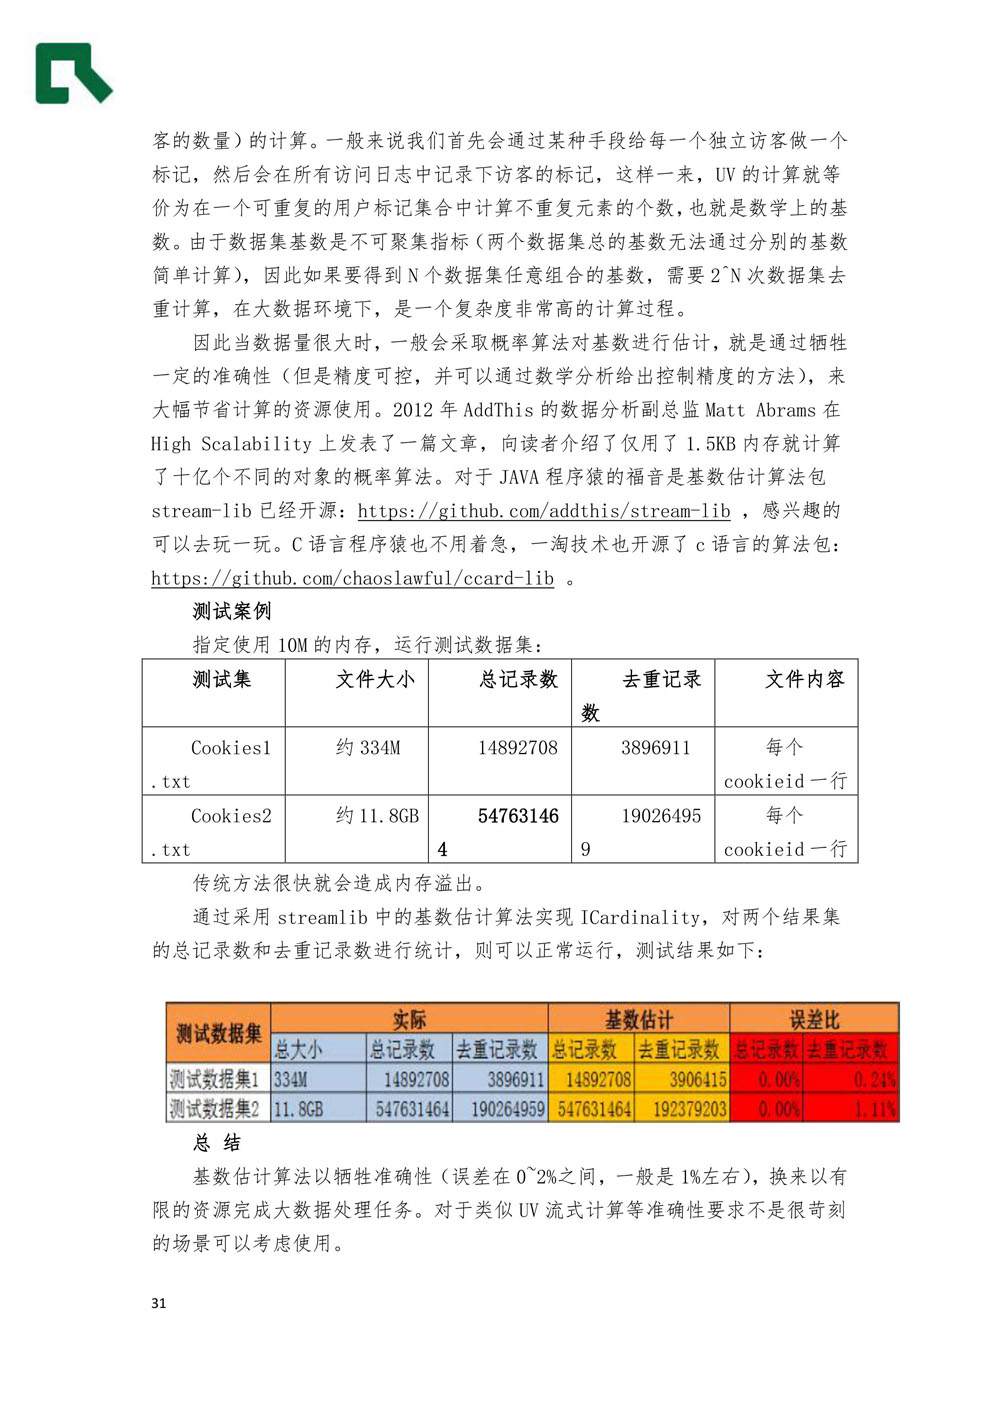 客的数量)的计算。一般来说我们首先会通过某种手段给每一个独立访客做一个
标记，然后会在所有访问日志中记录下访客的标记，这样一来，UV 的计算就等
价为在一个可重复的用户标记集合中计算不重复元素的个数，也就是数学上的基
数。由于数据集基数是不可聚集指标（两个数据集总的基数无法通过分别的基数
简单计算），因此如果要得到 N 个数据集任意组合的基数，需要 2^N 次数据集去
重计算，在大数据环境下，是一个复杂度非常高的计算过程。
因此当数据量很大时，一般会采取概率算法对基数进行估计，就是通过牺牲
一定的准确性（但是精度可控，并可以通过数学分析给出控制精度的方法），来
大幅节省计算的资源使用。2012 年 AddThis 的数据分析副总监 Matt Abrams 在
High Scalability 上发表了一篇文章，向读者介绍了仅用了 1.5KB 内存就计算
了十亿个不同的对象的概率算法。对于 JAVA 程序猿的福音是基数估计算法包
stream-lib 已经开源：https://github.com/addthis/stream-lib ，感兴趣的
可以去玩一玩。C 语言程序猿也不用着急，一淘技术也开源了 c 语言的算法包：
https://github.com/chaoslawful/ccard-lib 。
测试案例
指定使用 10M 的内存，运行测试数据集：
测试集 文件大小 总记录数 去重记录 文件内容
数
Cookies1 约 334M 14892708 3896911 每个
.txt cookieid 一行
Cookies2 约 11.8GB 54763146 19026495 每个
.txt 4 9 cookieid 一行
传统方法很快就会造成内存溢出。
通过采用 streamlib 中的基数估计算法实现 ICardinality，对两个结果集
的总记录数和去重记录数进行统计，则可以正常运行，测试结果如下：
测试数据集 实际 基数估计 误差比
总大小 总记录数 去重记录数 总记录数 去重记录数 总记录数 去重记录数
测试数据集1 334M 14892708 3896911 14892708 3906415 0.00% 0.24%
测试数据集2 11.8GB 547631464 190264959 547631464 192379203 0.00% 1.11%
总 结
基数估计算法以牺牲准确性（误差在 0~2%之间，一般是 1%左右），换来以有
限的资源完成大数据处理任务。对于类似 UV 流式计算等准确性要求不是很苛刻
的场景可以考虑使用。
31